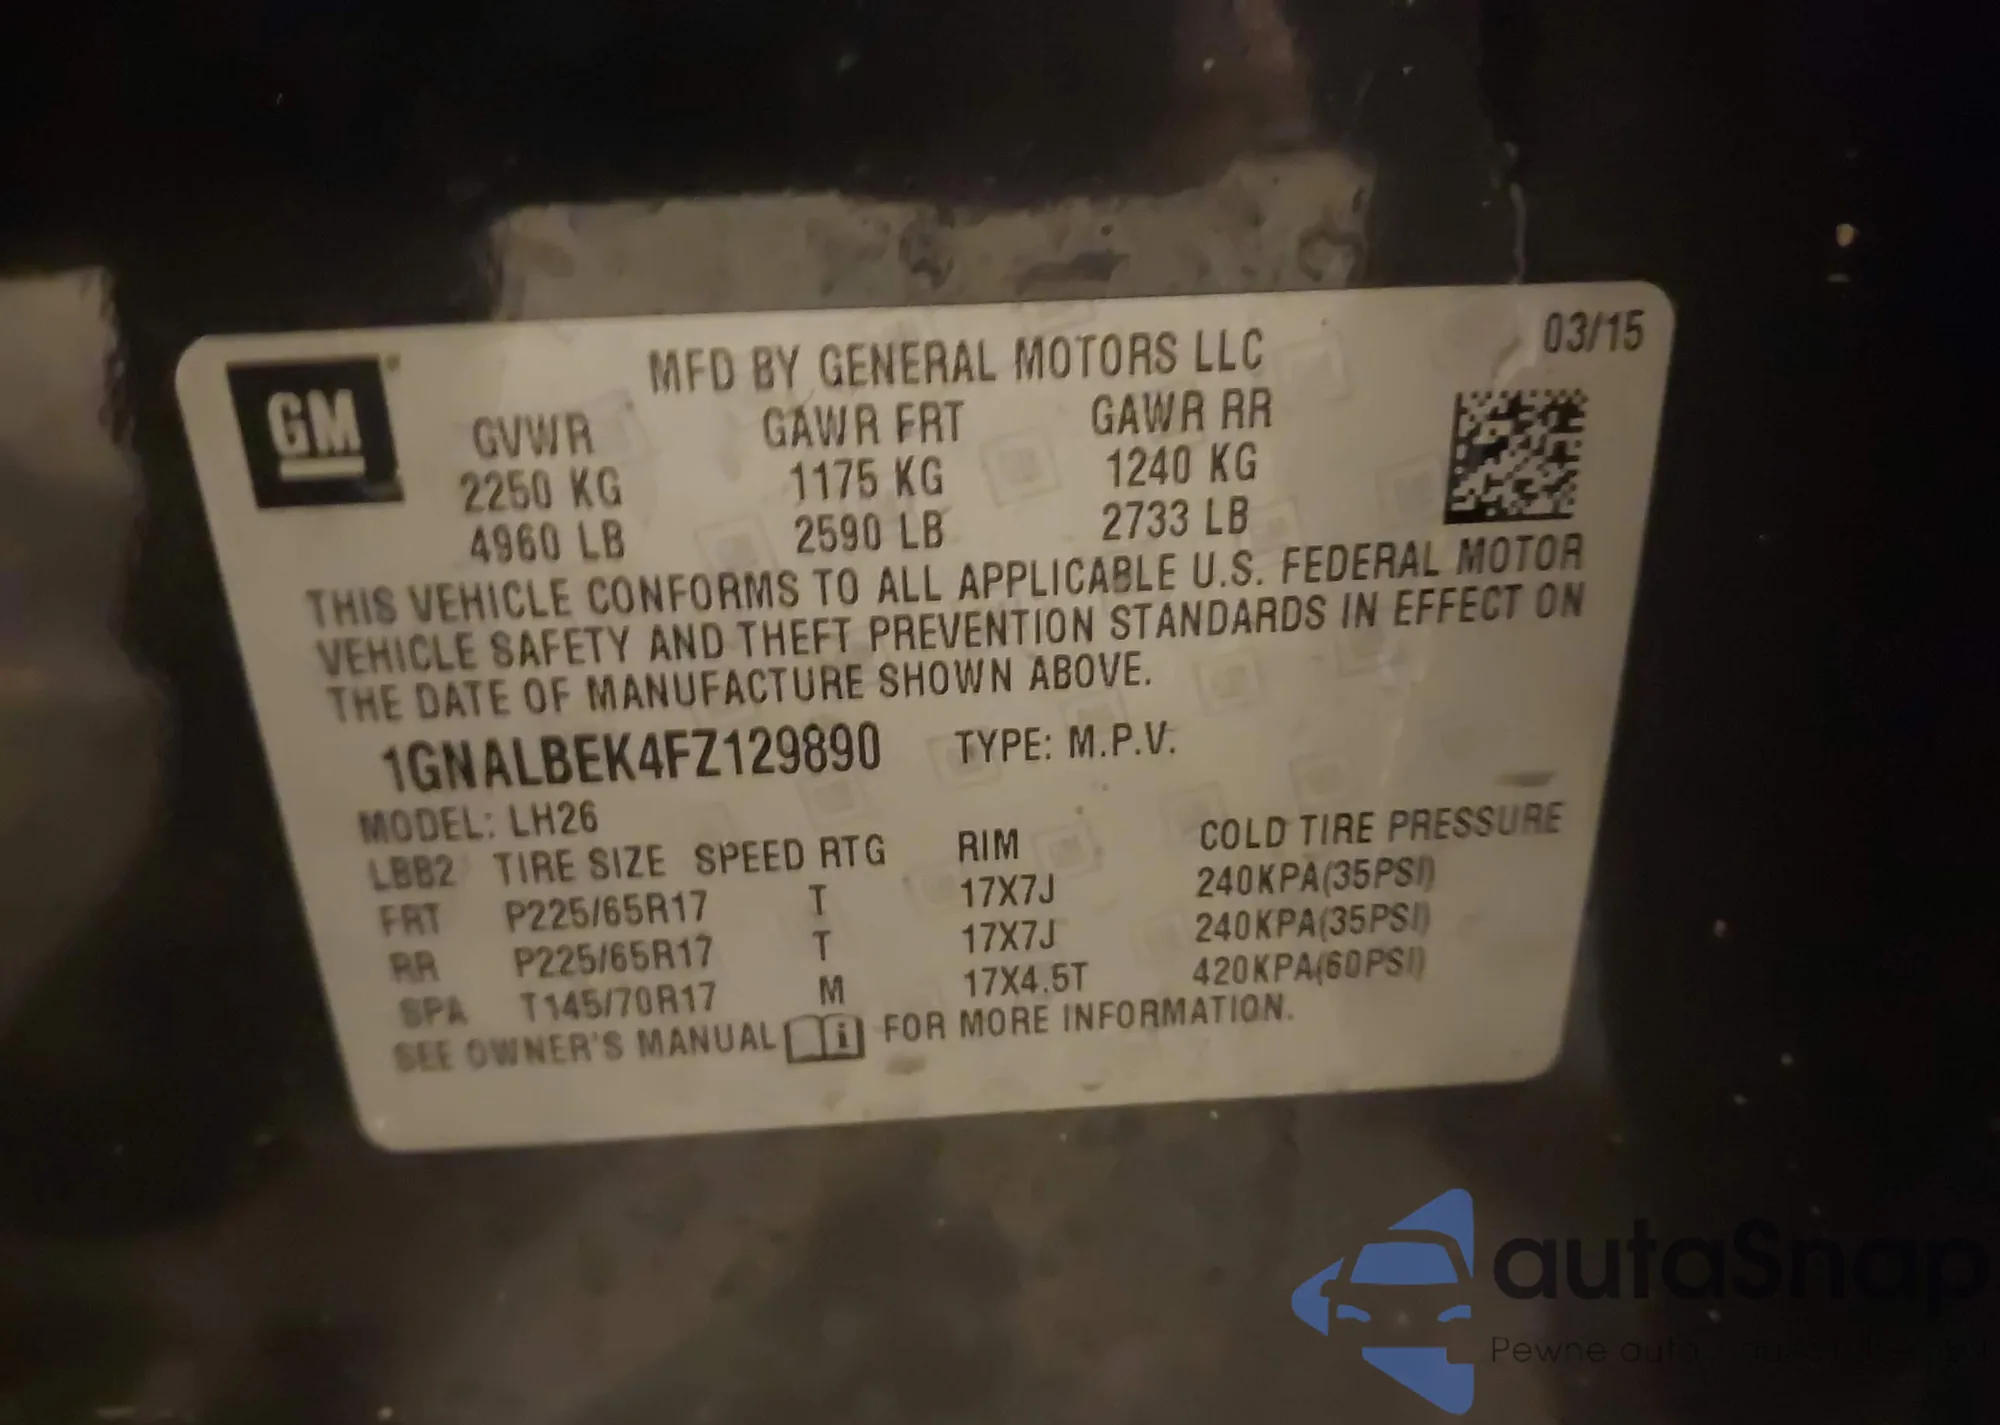 03/15
GM
MFD BY GENERAL MOTORS LLC
GVWR GAWR FRT GAWR RR
2250 KG 1175 KG 1240 KG
4960 LB 2590 LB 2733 LB
THIS VEHICLE CONFORMS TO ALL APPLICABLE U.S. FEDERAL MOTOR
VEHICLE SAFETY AND THEFT PREVENTION STANDARDS IN EFFECT ON
THE DATE OF MANUFACTURE SHOWN ABOVE.
1GNALBEK4FZ129890 TYPE: M.P.V.
MODEL: LH26
LBB2 TIRE SIZE SPEED RTG RIM COLD TIRE PRESSURE
FRT P225/65R17 T 17X7J 240KPA(35PSI)
RR P225/65R17 T 17X7J 240KPA(35PSI)
SPA T145/70R17 M 17X4.5T 420KPA(60PSI)
SEE OWNER'S MANUAL FOR MORE INFORMATION.
autaSnap
Pewne